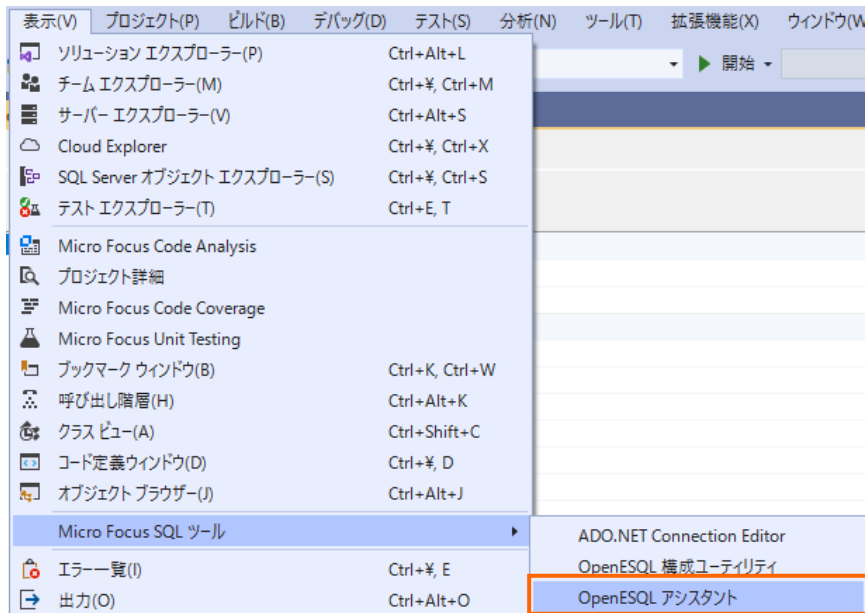 表示(V) プロジェクト(P) ビルド(B) デバッグ(D) テスト(S) 分析(N) ツール(T) 拡張機能(X) ウィンドウ(W
ソリューション エクスプローラー(P) Ctrl+Alt+L
開始
チーム エクスプローラー(M) Ctrl+¥, Ctrl+M
サーバー エクスプローラー(V) Ctrl+Alt+S
Cloud Explorer Ctrl+¥, Ctrl+X
SQL Server オブジェクト エクスプローラー(S) Ctrl+¥, Ctrl+S
テスト エクスプローラー(T) Ctrl+E, T
Micro Focus Code Analysis
プロジェクト詳細
Micro Focus Code Coverage
Micro Focus Unit Testing
ブックマーク ウィンドウ(B) Ctrl+K, Ctrl+W
呼び出し階層(H) Ctrl+Alt+K
クラス ビュー(A) Ctrl+Shift+C
コード定義ウィンドウ(D) Ctrl+¥, D
オブジェクト ブラウザー(J) Ctrl+Alt+J
Micro Focus SQL ツール
ADO.NET Connection Editor
エラー一覧(I) Ctrl+¥, E
OpenESQL 構成ユーティリティ
出力(O) Ctrl+Alt+O
OpenESQL アシスタント